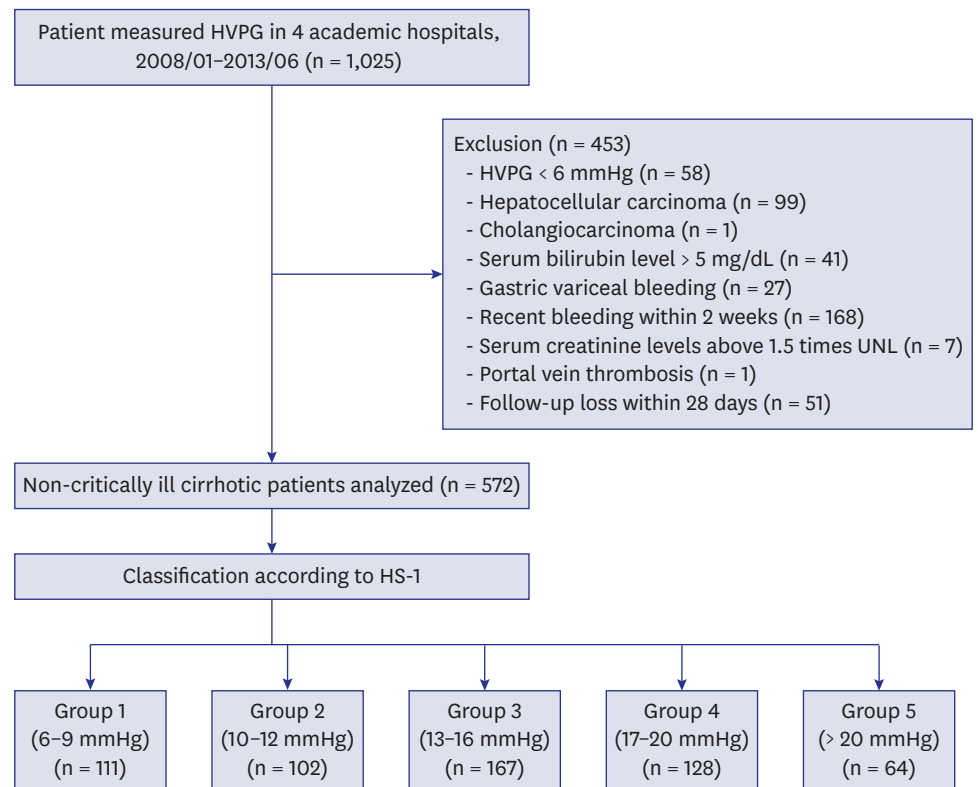 Patient measured HVPG in 4 academic hospitals,
2008/01–2013/06 (n = 1,025)
Exclusion (n = 453)
- HVPG < 6 mmHg (n = 58)
- Hepatocellular carcinoma (n = 99)
- Cholangiocarcinoma (n = 1)
- Serum bilirubin level > 5 mg/dL (n = 41)
- Gastric variceal bleeding (n = 27)
- Recent bleeding within 2 weeks (n = 168)
- Serum creatinine levels above 1.5 times UNL (n = 7)
- Portal vein thrombosis (n = 1)
- Follow-up loss within 28 days (n = 51)
Non-critically ill cirrhotic patients analyzed (n = 572)
Classification according to HS-1
Group 1
(6–9 mmHg)
(n = 111)
Group 2
(10–12 mmHg)
(n = 102)
Group 3
(13–16 mmHg)
(n = 167)
Group 4
(17–20 mmHg)
(n = 128)
Group 5
(> 20 mmHg)
(n = 64)